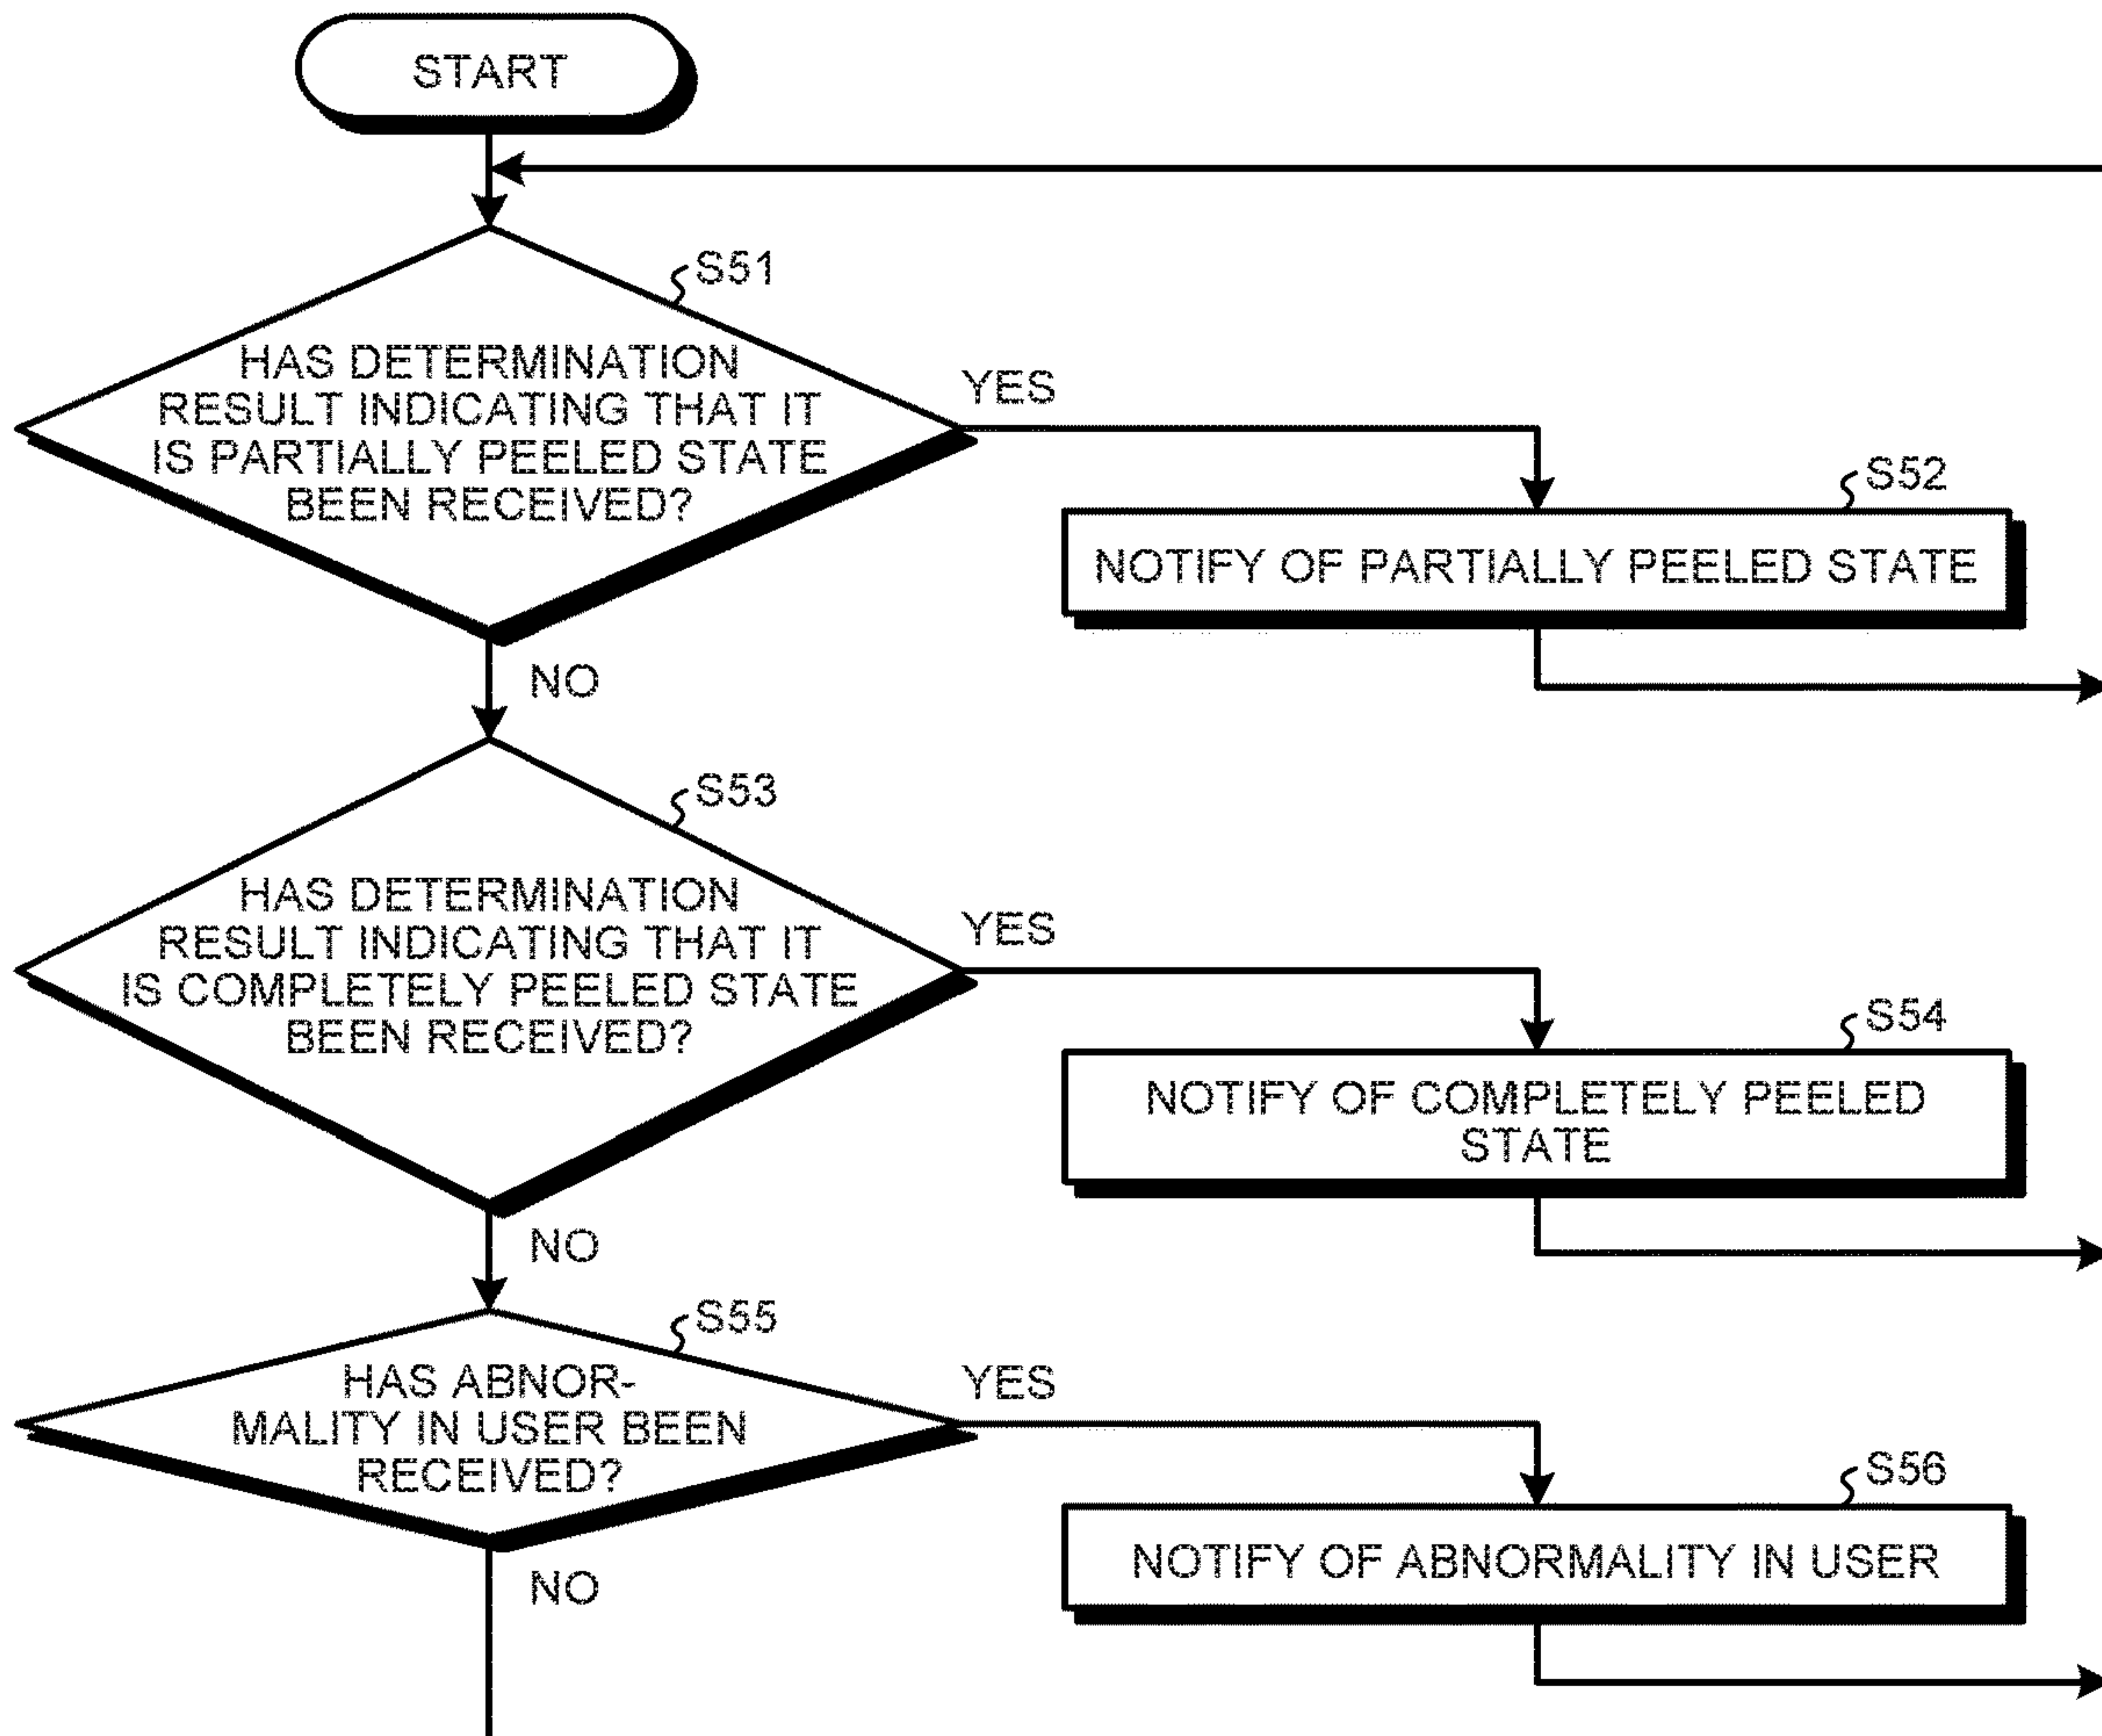 START
S51
HAS DETERMINATION
RESULT INDICATING THAT IT
IS PARTIALLY PEELED STATE
BEEN RECEIVED?
YES
S52
NOTIFY OF PARTIALLY PEELED STATE
NO
S53
HAS DETERMINATION
RESULT INDICATING THAT IT
IS COMPLETELY PEELED STATE
BEEN RECEIVED?
YES
S54
NOTIFY OF COMPLETELY PEELED
STATE
NO
S55
HAS ABNOR-
MALITY IN USER BEEN
RECEIVED?
YES
S56
NOTIFY OF ABNORMALITY IN USER
NO